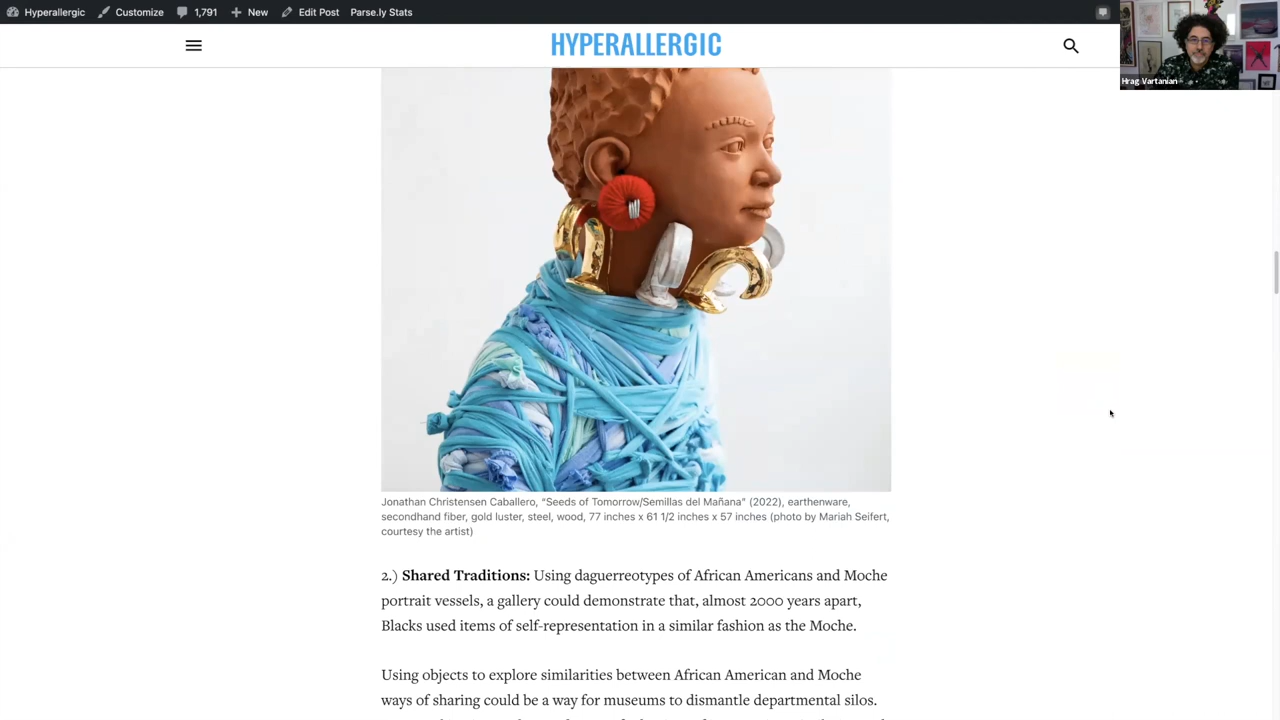 Hyperallergic Customize 1,791 New Edit Post Parse.ly Stats
HYPERALLERGIC
Hrag Vartanian
Jonathan Christensen Caballero, "Seeds of Tomorrow/Semillas del Mañana" (2022), earthenware,
secondhand fiber, gold luster, steel, wood, 77 inches x 61 1/2 inches x 57 inches (photo by Mariah Seifert,
courtesy the artist)
2.) Shared Traditions: Using daguerreotypes of African Americans and Moche
portrait vessels, a gallery could demonstrate that, almost 2000 years apart,
Blacks used items of self-representation in a similar fashion as the Moche.
Using objects to explore similarities between African American and Moche
ways of sharing could be a way for museums to dismantle departmental silos.